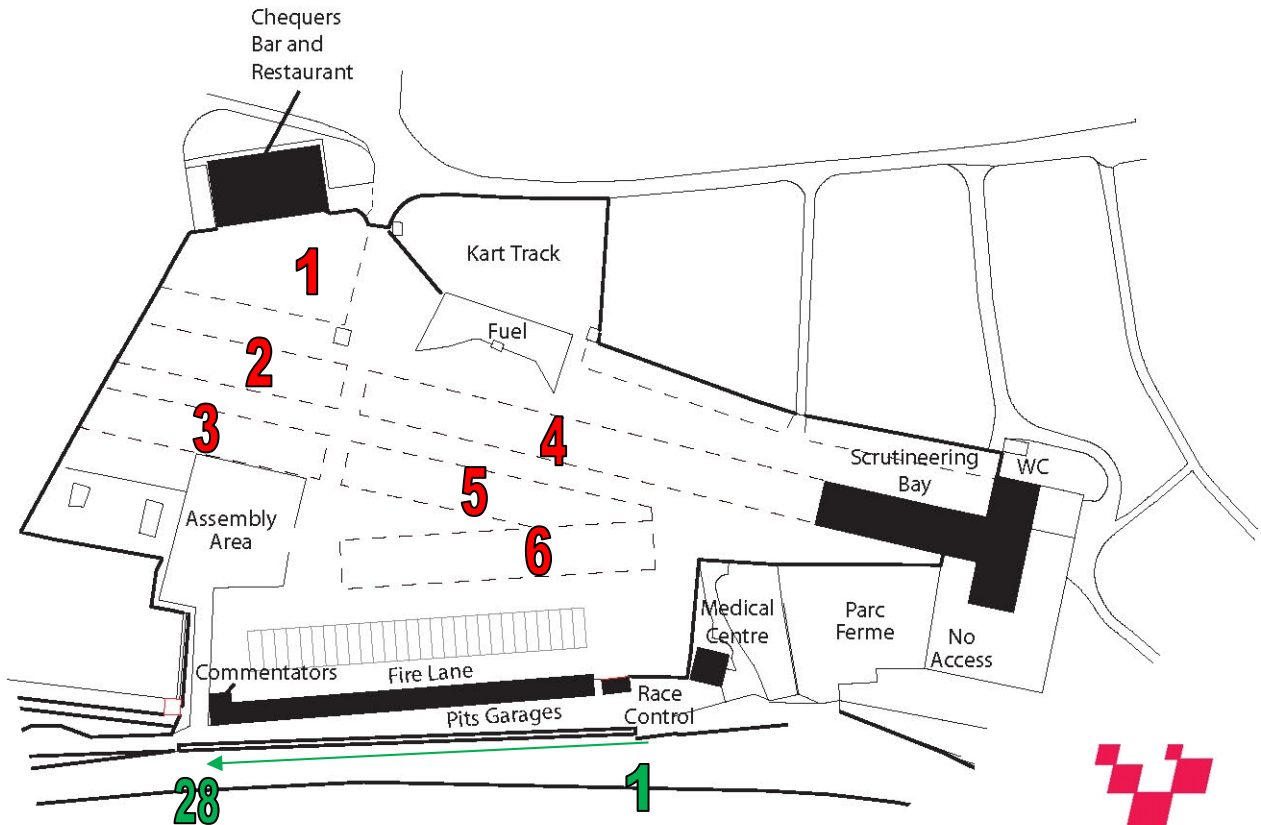 Chequers
Bar and
Restaurant
Kart Track
1
Fuel
2
3
4
Scrutineering
Bay
WC
5
Assembly
Area
6
Medical
Centre
Parc
Ferme
No
Access
Commentators
Fire Lane
Race
Control
Pits Garages
28
1